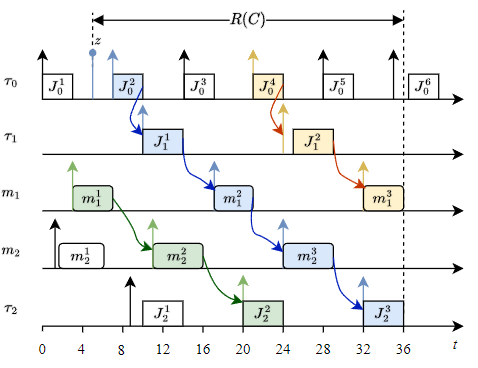 R(C)
z
τ₀ J₀¹ J₀² J₀³ J₀⁴ J₀⁵ J₀⁶
τ₁ J₁¹ J₁²
m₁ m₁¹ m₁² m₁³
m₂ m₂¹ m₂² m₂³
τ₂ J₂¹ J₂² J₂³
0 4 8 12 16 20 24 28 32 36 t